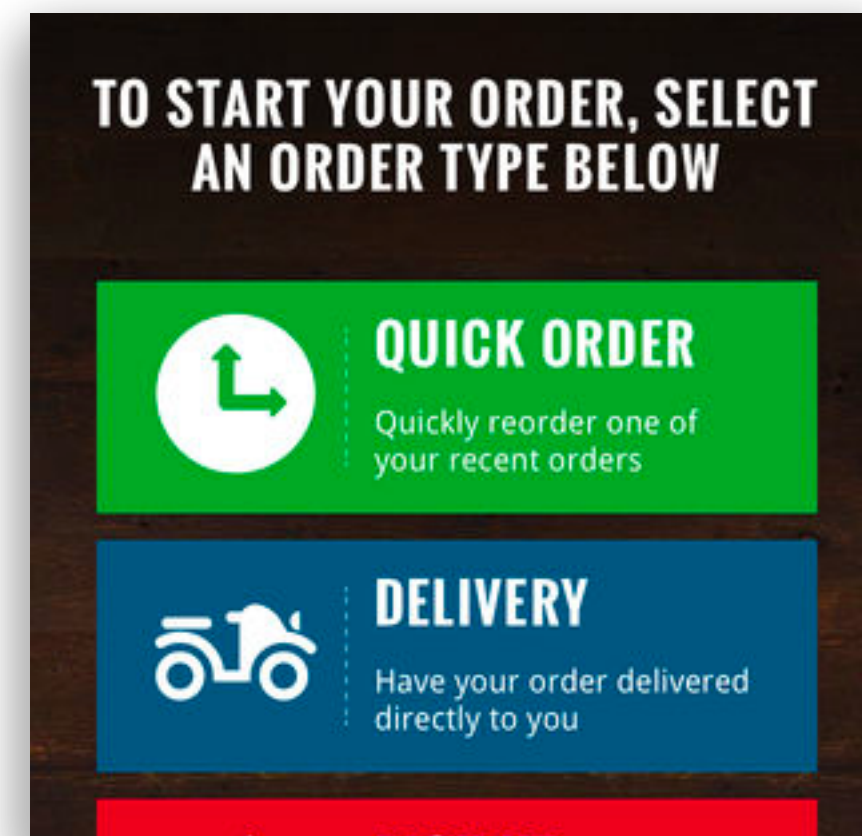 TO START YOUR ORDER, SELECT
AN ORDER TYPE BELOW
QUICK ORDER
Quickly reorder one of
your recent orders
DELIVERY
Have your order delivered
directly to you